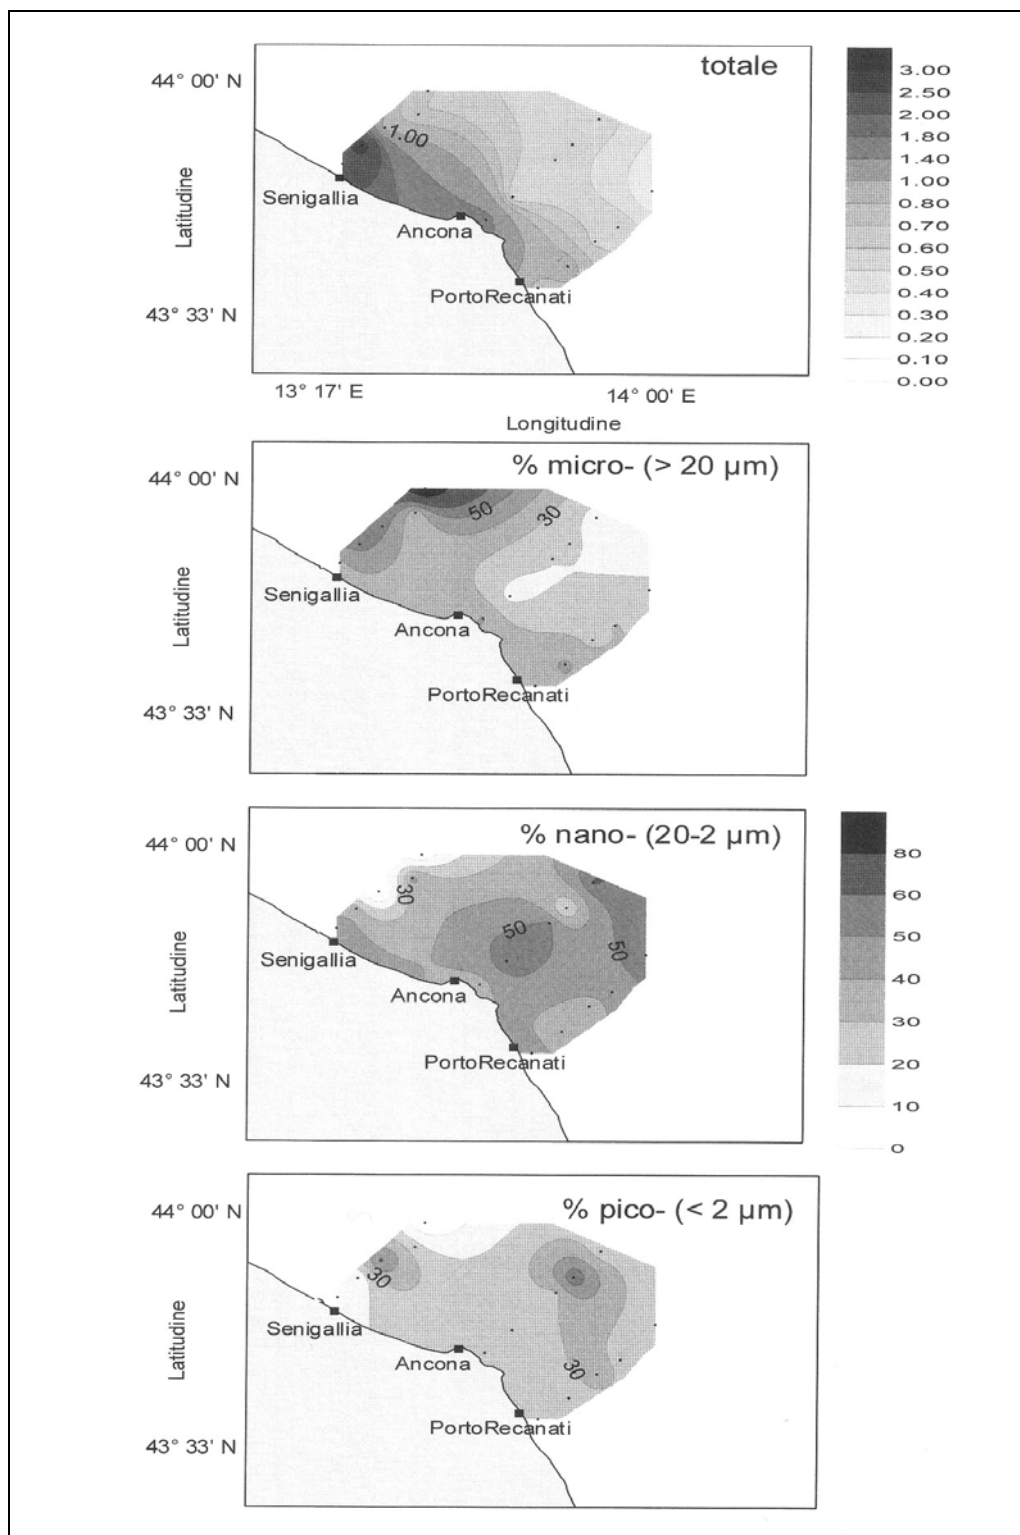 totale
44° 00' N
1.00
Latitudine
Senigallia
Ancona
PortoRecanati
43° 33' N
13° 17' E
14° 00' E
Longitudine
3.00
2.50
2.00
1.80
1.40
1.00
0.80
0.70
0.60
0.50
0.40
0.30
0.20
0.10
0.00
% micro- (> 20 µm)
44° 00' N
50
30
Latitudine
Senigallia
Ancona
PortoRecanati
43° 33' N
% nano- (20-2 µm)
44° 00' N
30
50
50
Latitudine
Senigallia
Ancona
PortoRecanati
43° 33' N
80
60
50
40
30
20
10
0
% pico- (< 2 µm)
44° 00' N
30
30
Latitudine
Senigallia
Ancona
PortoRecanati
43° 33' N